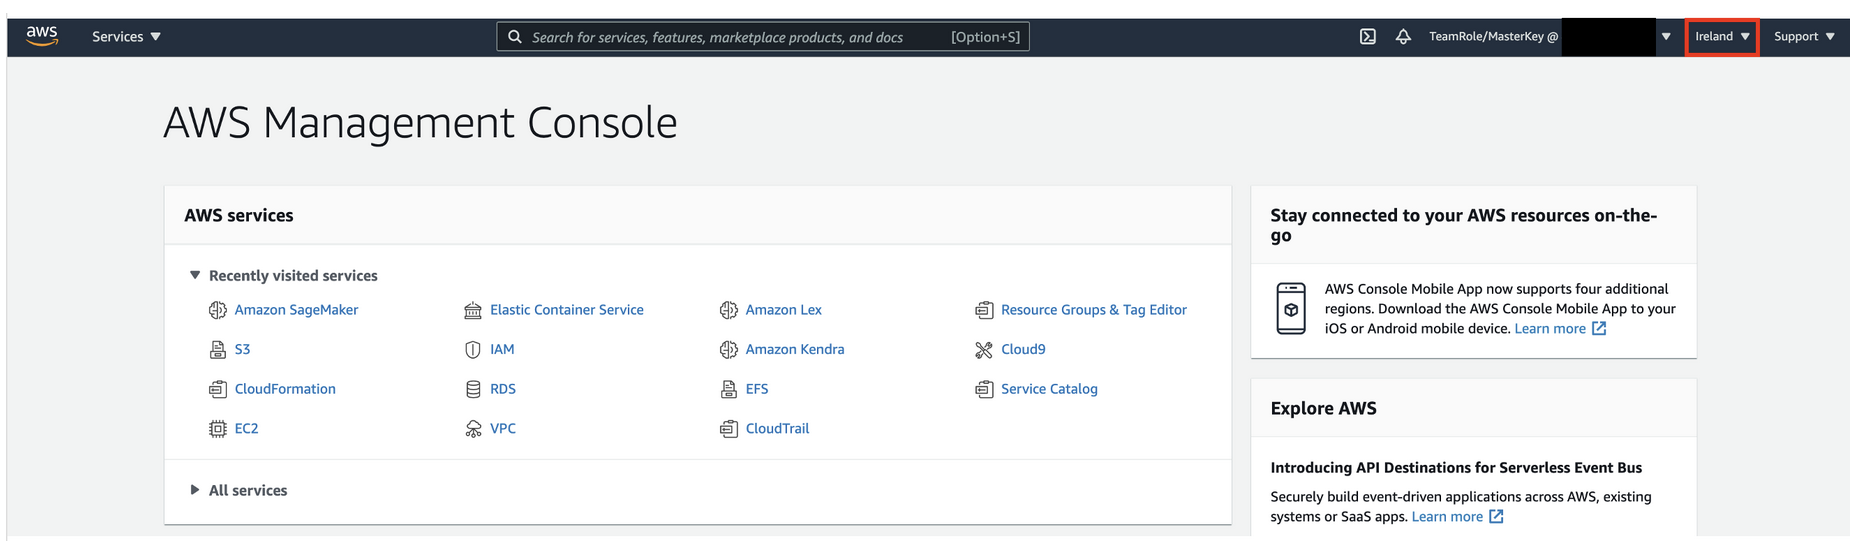 aws
Services ▼
Search for services, features, marketplace products, and docs [Option+S]
TeamRole/MasterKey @
Ireland ▼
Support ▼
AWS Management Console
AWS services
▼ Recently visited services
Amazon SageMaker
Elastic Container Service
Amazon Lex
Resource Groups & Tag Editor
S3
IAM
Amazon Kendra
Cloud9
CloudFormation
RDS
EFS
Service Catalog
EC2
VPC
CloudTrail
▶ All services
Stay connected to your AWS resources on-the-
go
AWS Console Mobile App now supports four additional
regions. Download the AWS Console Mobile App to your
iOS or Android mobile device. Learn more
Explore AWS
Introducing API Destinations for Serverless Event Bus
Securely build event-driven applications across AWS, existing
systems or SaaS apps. Learn more